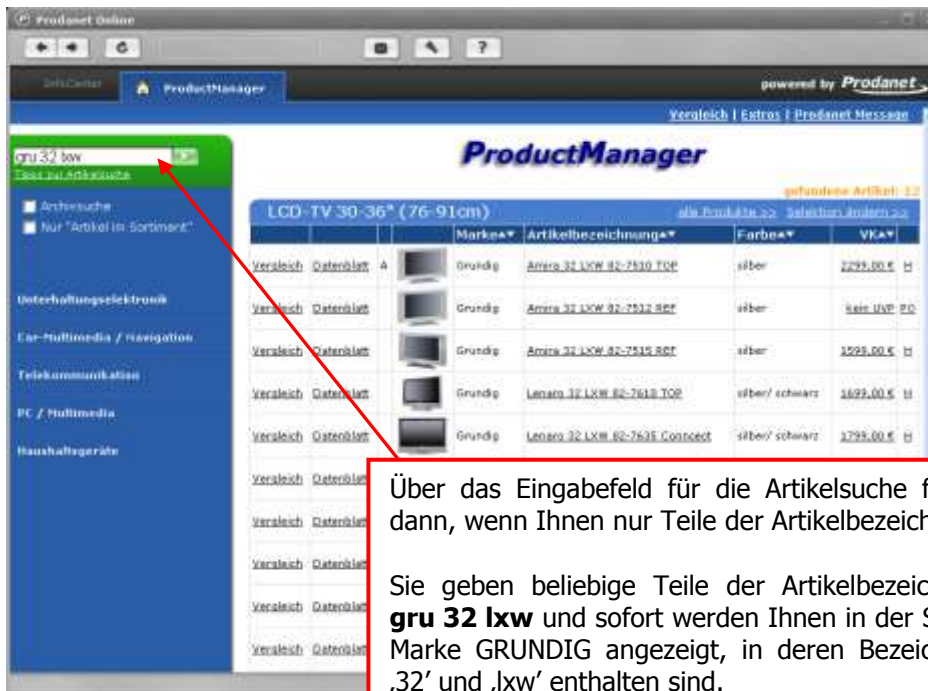 Prodanet Online
?
InfoCenter ProductManager powered by Prodanet
Vergleich | Extras | Prodanet Message
gru 32 lxw
Tipps zur Artikelsuche
Archivsuche
Nur "Artikel im Sortiment"
Unterhaltungselektronik
Car-Multimedia / Navigation
Telekommunikation
PC / Multimedia
Haushaltsgeräte
ProductManager
gefundene Artikel: 12
LCD-TV 30-36" (76-91cm) alle Produkte >> Selektion ändern >>
Marke▲▼ Artikelbezeichnung▲▼ Farbe▲▼ VK▲▼
Vergleich Datenblatt A Grundig Amira 32 LXW 82-7510 TOP silber 2299,00 € H
Vergleich Datenblatt Grundig Amira 32 LXW 82-7512 REF silber kein UVP PO
Vergleich Datenblatt Grundig Amira 32 LXW 82-7515 REF silber 1599,00 € H
Vergleich Datenblatt Grundig Lenaro 32 LXW 82-7610 TOP silber/ schwarz 1699,00 € H
Vergleich Datenblatt Grundig Lenaro 32 LXW 82-7635 Conncect silber/ schwarz 1799,00 € H
Vergleich Datenblatt
Vergleich Datenblatt
Vergleich Datenblatt
Vergleich Datenblatt
Vergleich Datenblatt
Über das Eingabefeld für die Artikelsuche f
dann, wenn Ihnen nur Teile der Artikelbezeich
Sie geben beliebige Teile der Artikelbezeic
gru 32 lxw und sofort werden Ihnen in der S
Marke GRUNDIG angezeigt, in deren Bezeic
‚32’ und ‚lxw’ enthalten sind.